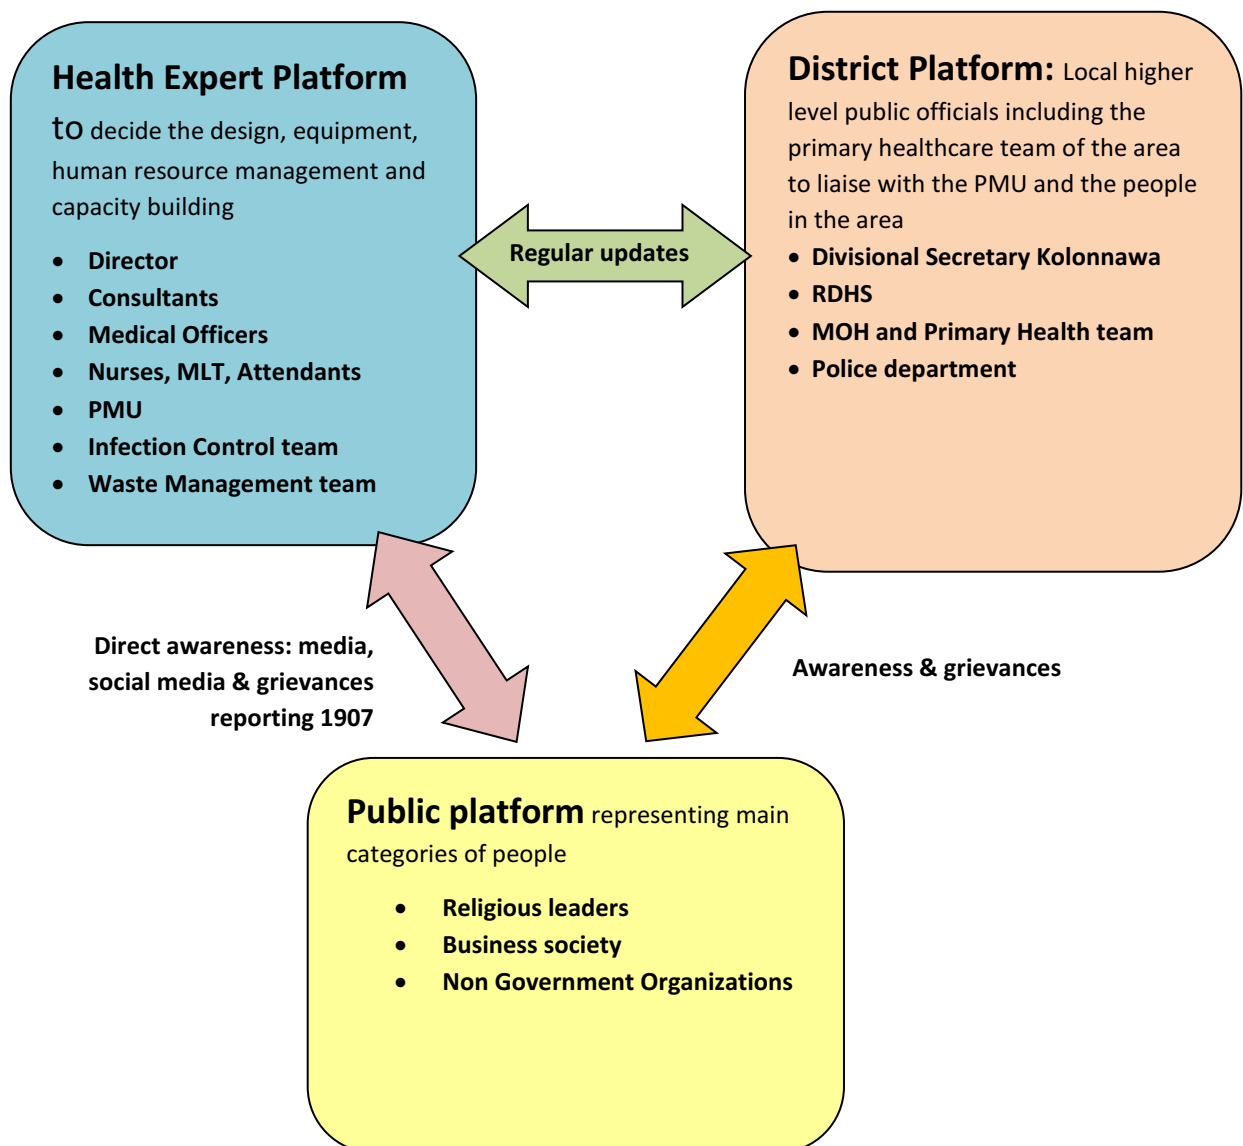 Health Expert Platform
to decide the design, equipment,
human resource management and
capacity building
• Director
• Consultants
• Medical Officers
• Nurses, MLT, Attendants
• PMU
• Infection Control team
• Waste Management team
Regular updates
District Platform: Local higher
level public officials including the
primary healthcare team of the area
to liaise with the PMU and the people
in the area
• Divisional Secretary Kolonnawa
• RDHS
• MOH and Primary Health team
• Police department
Direct awareness: media,
social media & grievances
reporting 1907
Awareness & grievances
Public platform representing main
categories of people
• Religious leaders
• Business society
• Non Government Organizations